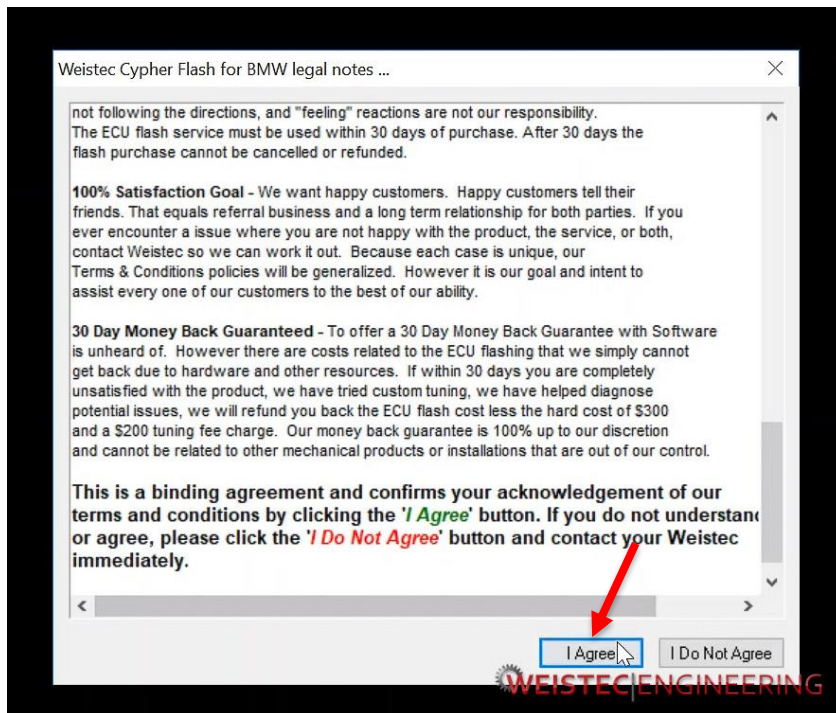 Weistec Cypher Flash for BMW legal notes ...
not following the directions, and "feeling" reactions are not our responsibility.
The ECU flash service must be used within 30 days of purchase. After 30 days the
flash purchase cannot be cancelled or refunded.
100% Satisfaction Goal - We want happy customers. Happy customers tell their
friends. That equals referral business and a long term relationship for both parties. If you
ever encounter a issue where you are not happy with the product, the service, or both,
contact Weistec so we can work it out. Because each case is unique, our
Terms & Conditions policies will be generalized. However it is our goal and intent to
assist every one of our customers to the best of our ability.
30 Day Money Back Guaranteed - To offer a 30 Day Money Back Guarantee with Software
is unheard of. However there are costs related to the ECU flashing that we simply cannot
get back due to hardware and other resources. If within 30 days you are completely
unsatisfied with the product, we have tried custom tuning, we have helped diagnose
potential issues, we will refund you back the ECU flash cost less the hard cost of $300
and a $200 tuning fee charge. Our money back guarantee is 100% up to our discretion
and cannot be related to other mechanical products or installations that are out of our control.
This is a binding agreement and confirms your acknowledgement of our
terms and conditions by clicking the 'I Agree' button. If you do not understand
or agree, please click the 'I Do Not Agree' button and contact your Weistec
immediately.
I Agree I Do Not Agree
WEISTEC ENGINEERING